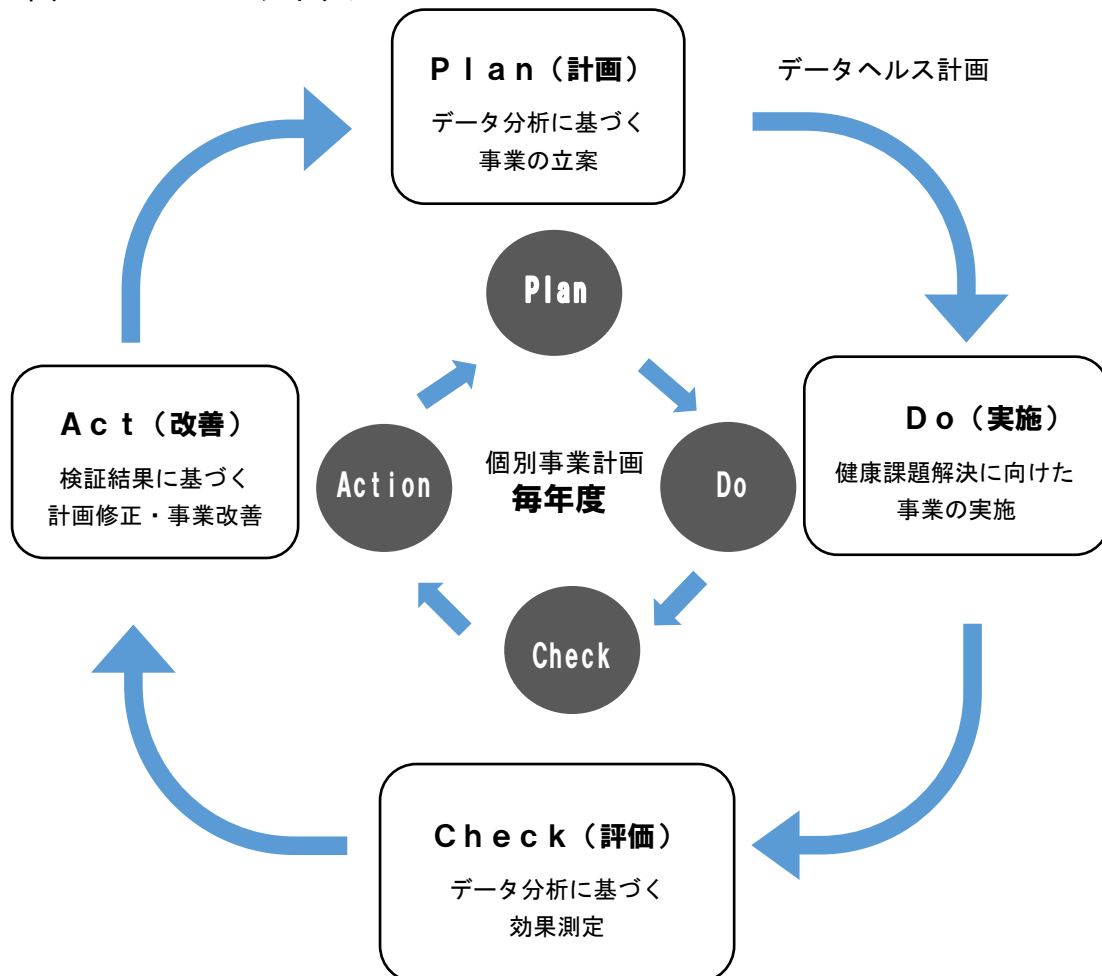 Ｐｌａｎ（計画）
データ分析に基づく
事業の立案
データヘルス計画
Plan
Ａｃｔ（改善）
検証結果に基づく
計画修正・事業改善
Action
個別事業計画
毎年度
Do
Ｄｏ（実施）
健康課題解決に向けた
事業の実施
Check
Ｃｈｅｃｋ（評価）
データ分析に基づく
効果測定